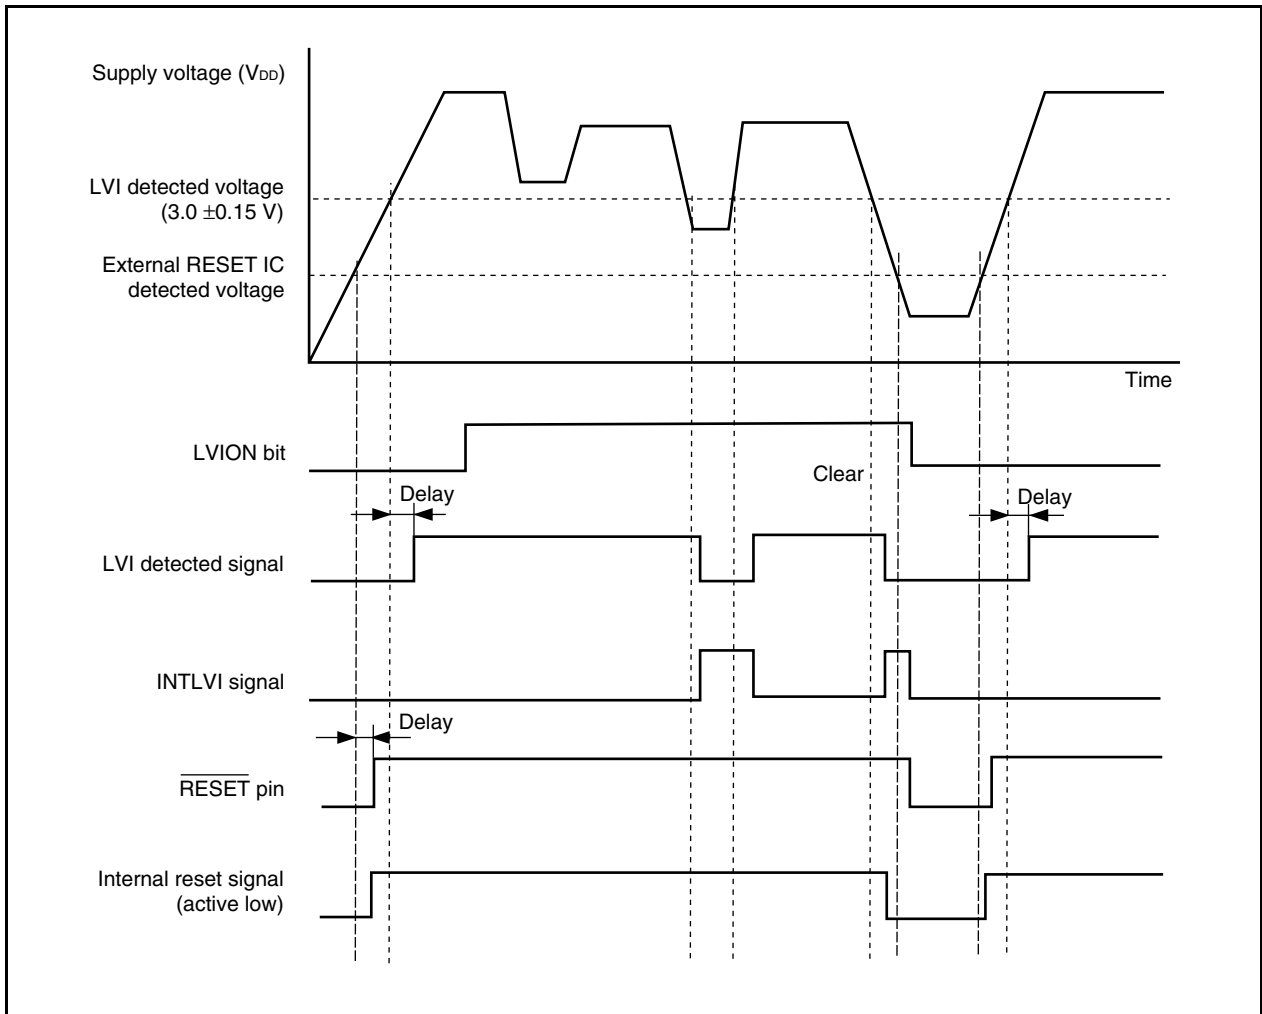 Supply voltage (VDD)
LVI detected voltage
(3.0 ±0.15 V)
External RESET IC
detected voltage
Time
LVION bit
Clear
Delay
Delay
LVI detected signal
INTLVI signal
Delay
RESET pin
Internal reset signal
(active low)